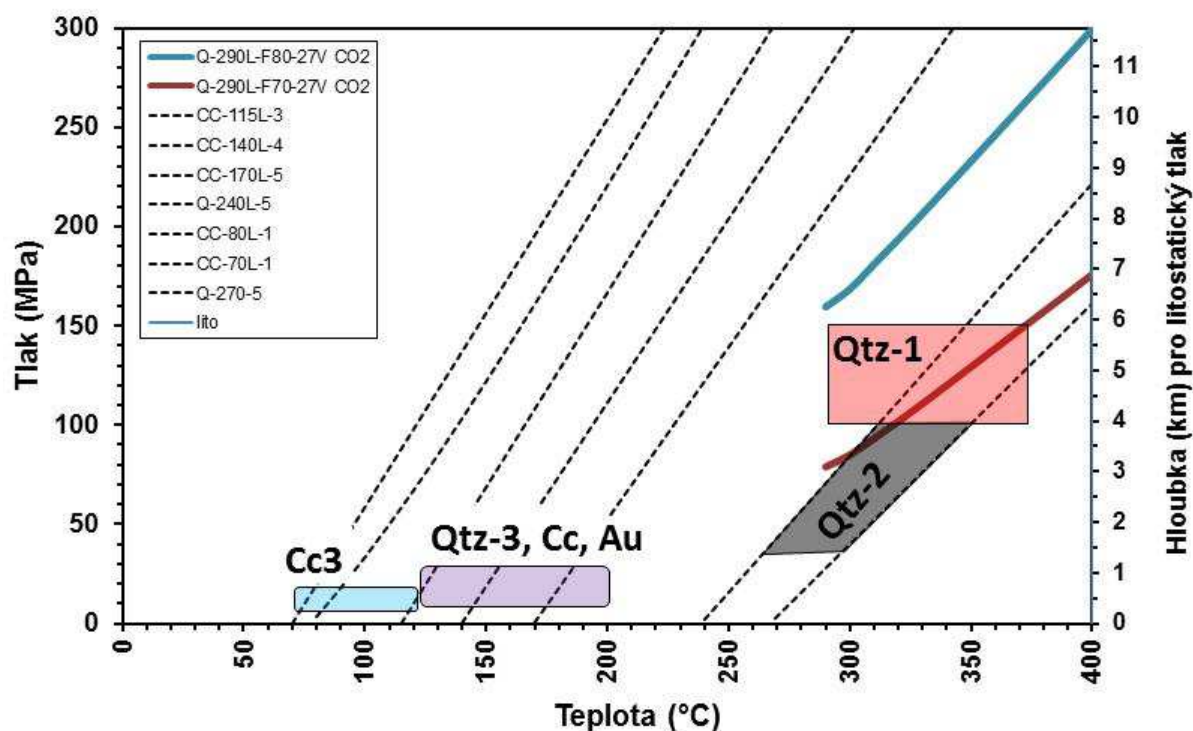 300
250
200
150
100
50
0
Tlak (MPa)
Q-290L-F80-27V CO2
Q-290L-F70-27V CO2
CC-115L-3
CC-140L-4
CC-170L-5
Q-240L-5
CC-80L-1
CC-70L-1
Q-270-5
lito
Qtz-1
Qtz-2
Qtz-3, Cc, Au
Cc3
11
10
9
8
7
6
5
4
3
2
1
0
Hloubka (km) pro litostatický tlak
0
50
100
150
200
250
300
350
400
Teplota (°C)